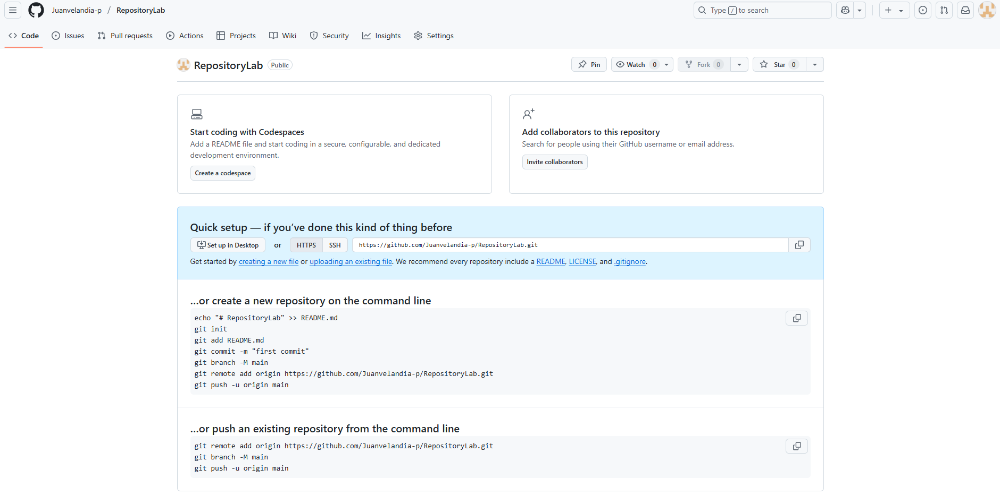 Juanvelandia-p / RepositoryLab
Type / to search
Code
Issues
Pull requests
Actions
Projects
Wiki
Security
Insights
Settings
RepositoryLab Public
Pin
Watch 0
Fork 0
Star 0
Start coding with Codespaces
Add a README file and start coding in a secure, configurable, and dedicated
development environment.
Create a codespace
Add collaborators to this repository
Search for people using their GitHub username or email address.
Invite collaborators
Quick setup — if you’ve done this kind of thing before
Set up in Desktop or HTTPS SSH https://github.com/Juanvelandia-p/RepositoryLab.git
Get started by creating a new file or uploading an existing file. We recommend every repository include a README, LICENSE, and .gitignore.
…or create a new repository on the command line
echo "# RepositoryLab" >> README.md
git init
git add README.md
git commit -m "first commit"
git branch -M main
git remote add origin https://github.com/Juanvelandia-p/RepositoryLab.git
git push -u origin main
…or push an existing repository from the command line
git remote add origin https://github.com/Juanvelandia-p/RepositoryLab.git
git branch -M main
git push -u origin main